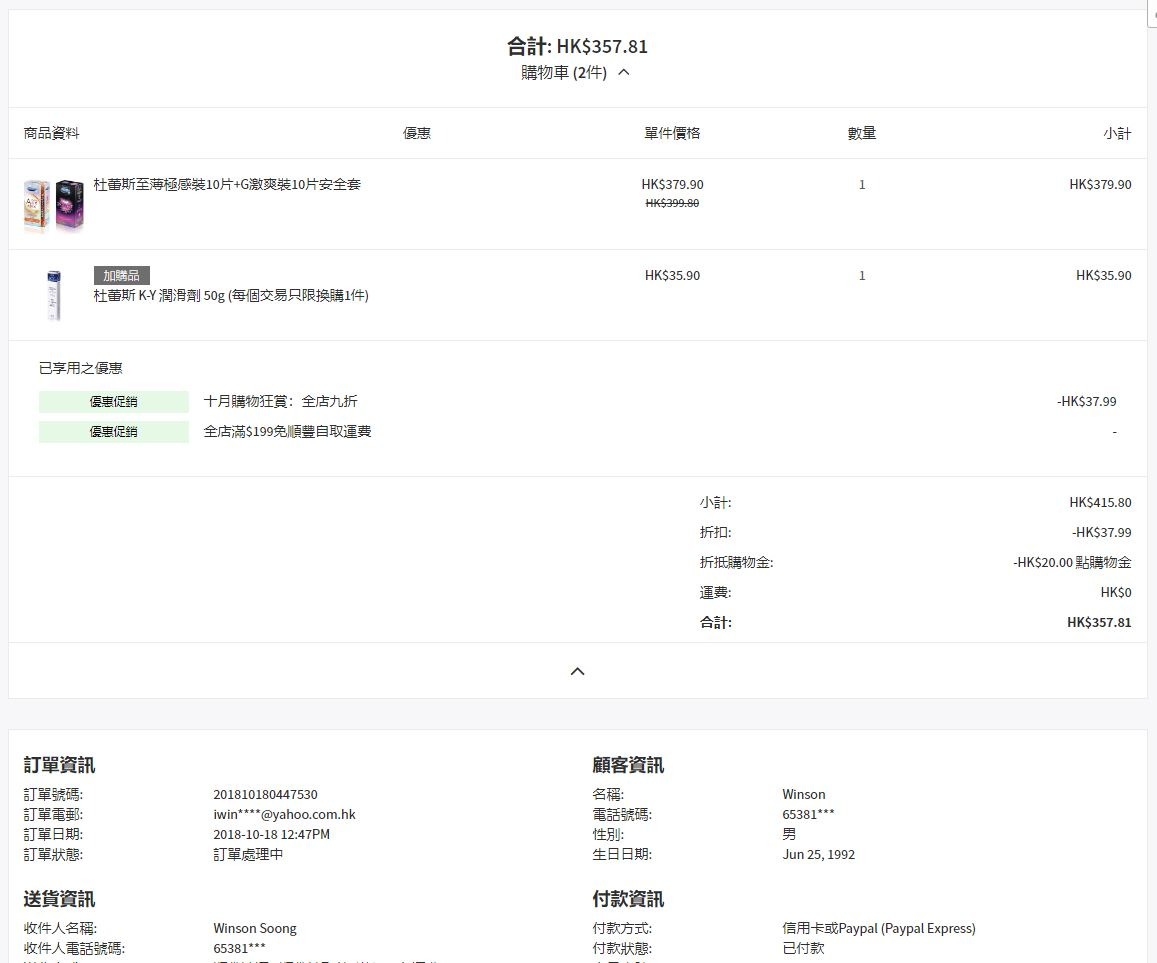 合計: HK$357.81
購物車 (2件)
商品資料 優惠 單件價格 數量 小計
杜蕾斯至薄極感裝10片+G激爽裝10片安全套 HK$379.90 1 HK$379.90
HK$399.80
加購品 HK$35.90 1 HK$35.90
杜蕾斯 K-Y 潤滑劑 50g (每個交易只限換購1件)
已享用之優惠
優惠促銷 十月購物狂賞：全店九折 -HK$37.99
優惠促銷 全店滿$199免順豐自取運費 -
小計: HK$415.80
折扣: -HK$37.99
折抵購物金: -HK$20.00 點購物金
運費: HK$0
合計: HK$357.81
訂單資訊
訂單號碼: 201810180447530
訂單電郵: iwin****@yahoo.com.hk
訂單日期: 2018-10-18 12:47PM
訂單狀態: 訂單處理中
顧客資訊
名稱: Winson
電話號碼: 65381***
性別: 男
生日日期: Jun 25, 1992
送貨資訊
收件人名稱: Winson Soong
收件人電話號碼: 65381***
付款資訊
付款方式: 信用卡或Paypal (Paypal Express)
付款狀態: 已付款